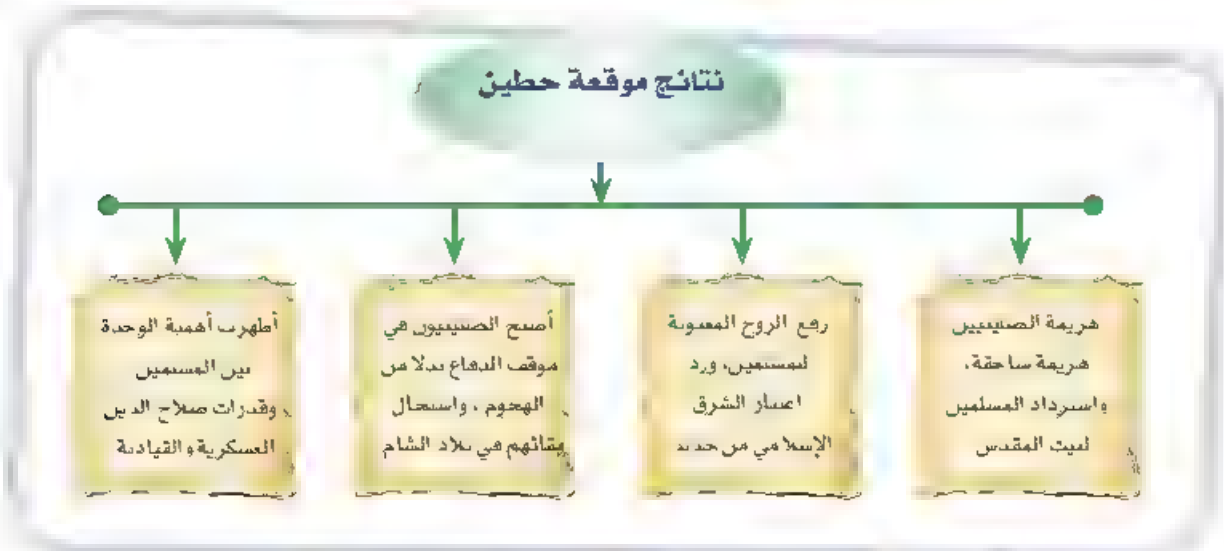 نتائج موقعة حطين
هزيمة الصليبيين
هزيمة ساحقة،
واسترداد المسلمين
لبيت المقدس
رفع الروح المعنوية
للمسلمين، ورد
اعتبار الشرق
الإسلامي من جديد
أصبح الصليبيون في
موقف الدفاع بدلا من
الهجوم، واستحال
بقائهم في بلاد الشام
أظهرت أهمية الوحدة
بين المسلمين
وقدرات صلاح الدين
العسكرية والقيادية